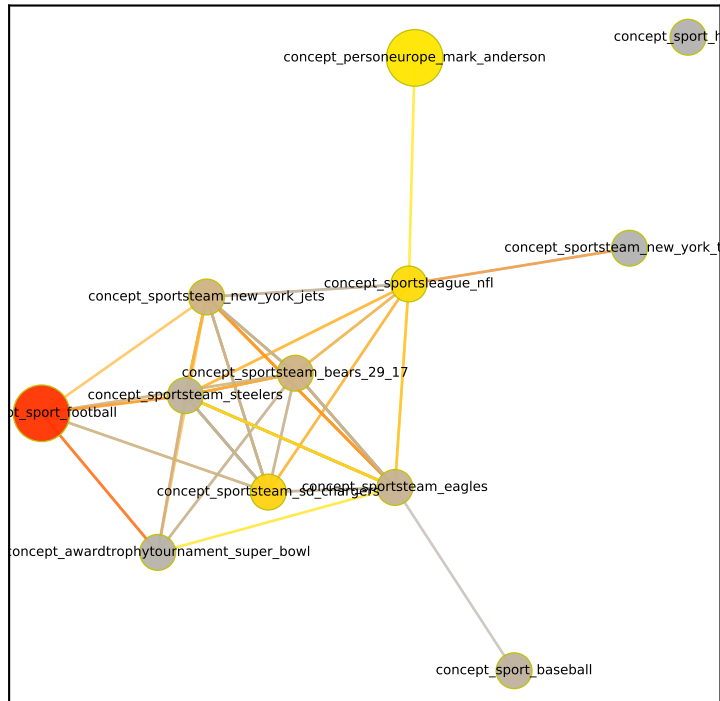 concept_sport_h
concept_personeurope_mark_anderson
concept_sportsteam_new_york_t
concept_sportsleague_nfl
concept_sportsteam_new_york_jets
concept_sportsteam_bears_29_17
concept_sportsteam_steelers
pt_sport_football
concept_sportsteam_sd_chargers
concept_sportsteam_eagles
concept_awardtrophytournament_super_bowl
concept_sport_baseball